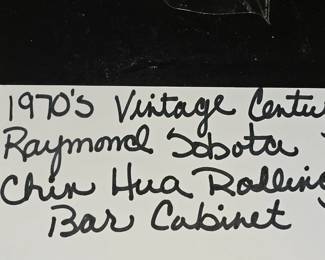 1970's Vintage Centu
Raymond Sobota
Chin Hua Rolling
Bar Cabinet